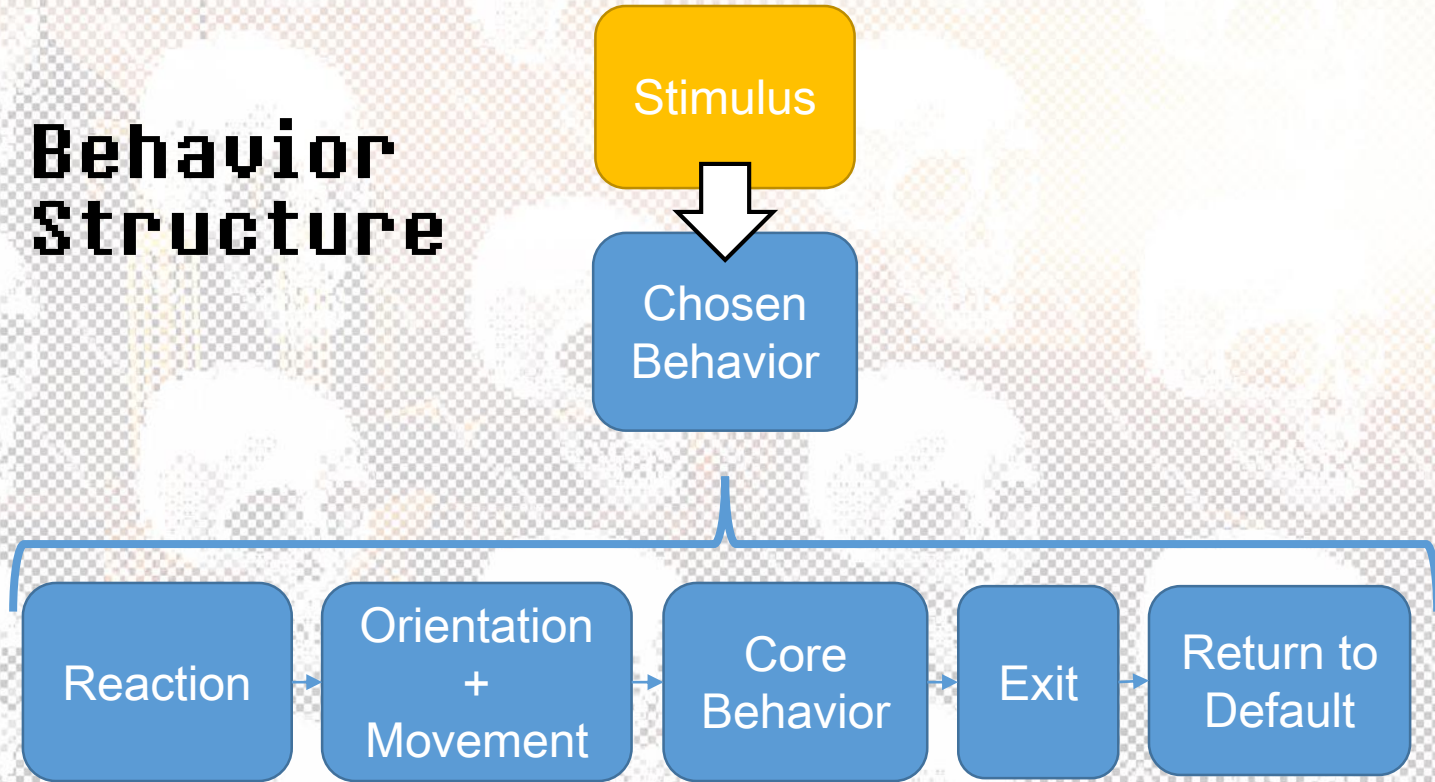 Behavior
Structure
Stimulus
Chosen
Behavior
Reaction
Orientation
+
Movement
Core
Behavior
Exit
Return to
Default